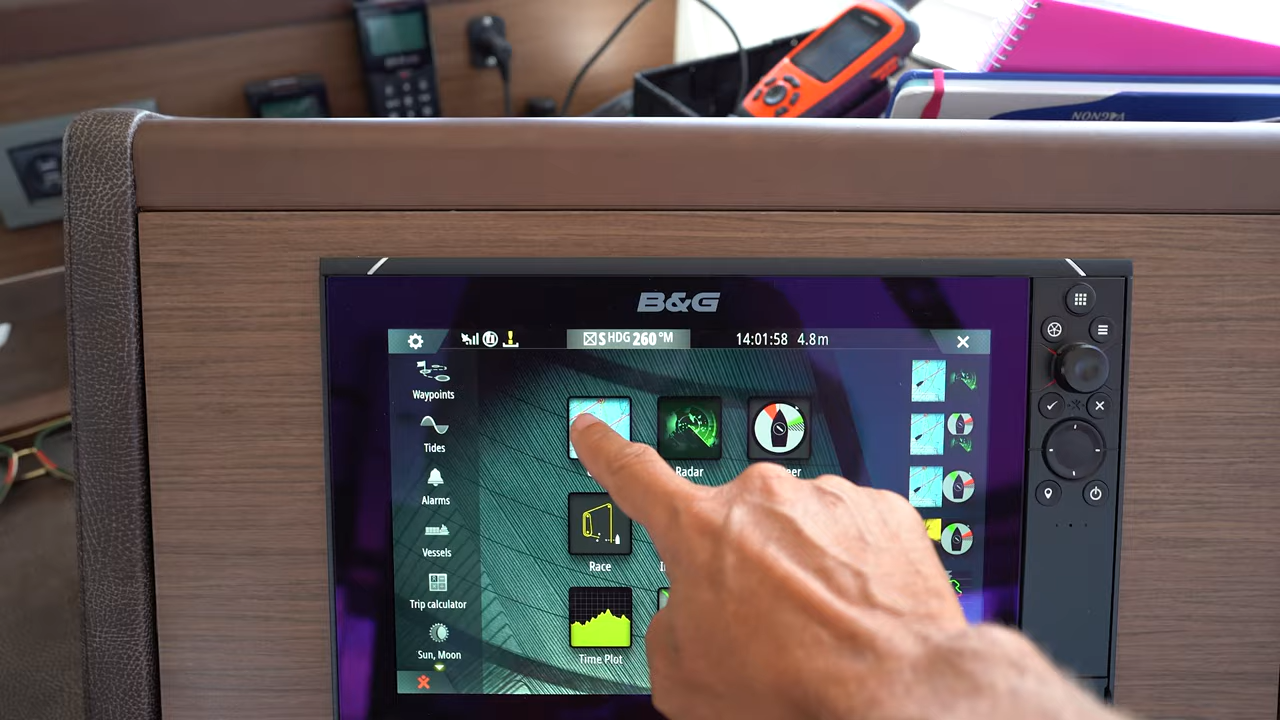 B&G
HDG 260°M
14:01:58 4.8m
Waypoints
Tides
Alarms
Vessels
Trip calculator
Sun, Moon
Radar
Race
Time Plot